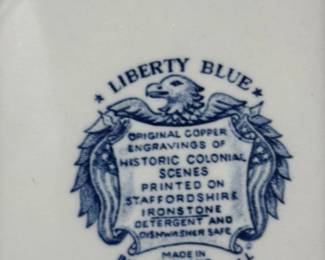 ★ LIBERTY BLUE ★
ORIGINAL COPPER
ENGRAVINGS OF
HISTORIC COLONIAL
SCENES
PRINTED ON
STAFFORDSHIRE
IRONSTONE
DETERGENT AND
DISHWASHER SAFE
MADE IN